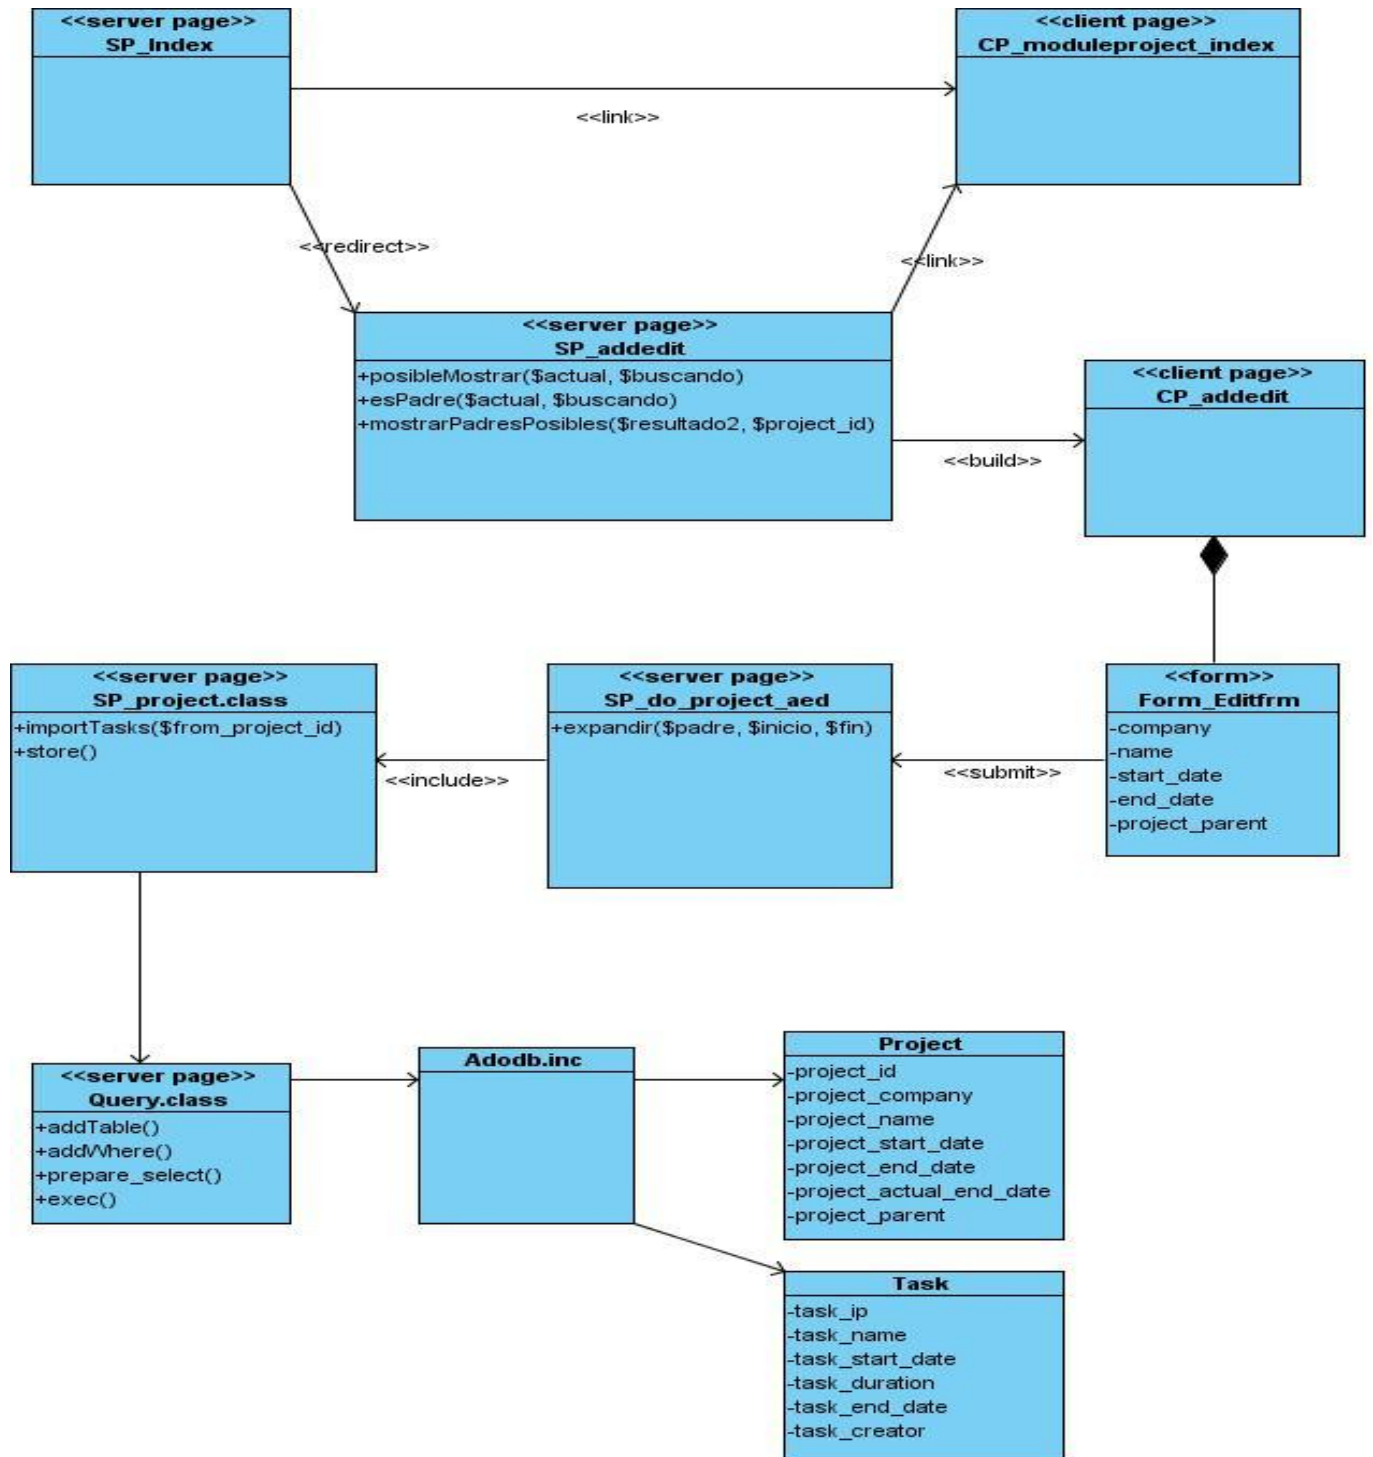 <<server page>>
SP_Index
<<client page>>
CP_moduleproject_index
<<link>>
<<redirect>>
<<link>>
<<server page>>
SP_addedit
+posibleMostrar($actual, $buscando)
+esPadre($actual, $buscando)
+mostrarPadresPosibles($resultado2, $project_id)
<<client page>>
CP_addedit
<<build>>
<<server page>>
SP_project.class
+importTasks($from_project_id)
+store()
<<include>>
<<server page>>
SP_do_project_aed
+expandir($padre, $inicio, $fin)
<<submit>>
<<form>>
Form_Editfrm
-company
-name
-start_date
-end_date
-project_parent
<<server page>>
Query.class
+addTable()
+addWhere()
+prepare_select()
+exec()
Adodb.inc
Project
-project_id
-project_company
-project_name
-project_start_date
-project_end_date
-project_actual_end_date
-project_parent
Task
-task_ip
-task_name
-task_start_date
-task_duration
-task_end_date
-task_creator